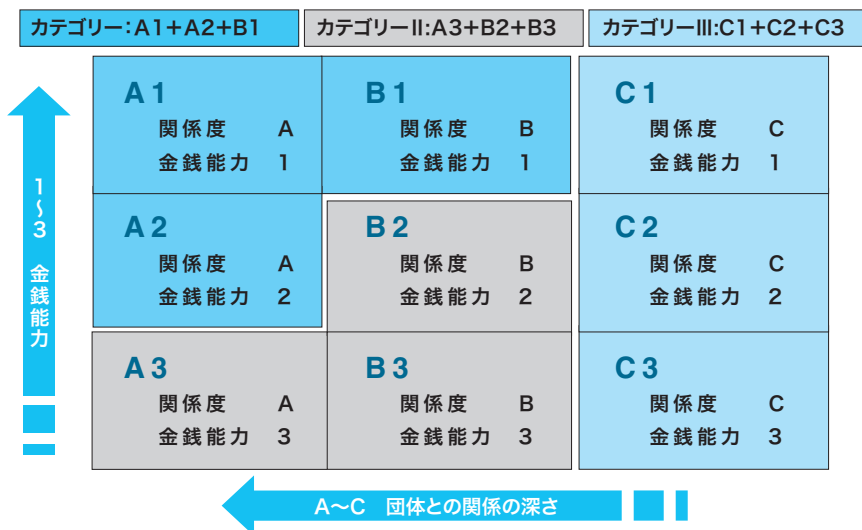 カテゴリー:A1+A2+B1
カテゴリーII:A3+B2+B3
カテゴリーIII:C1+C2+C3
1〜3 金銭能力
A1
関係度 A
金銭能力 1
B1
関係度 B
金銭能力 1
C1
関係度 C
金銭能力 1
A2
関係度 A
金銭能力 2
B2
関係度 B
金銭能力 2
C2
関係度 C
金銭能力 2
A3
関係度 A
金銭能力 3
B3
関係度 B
金銭能力 3
C3
関係度 C
金銭能力 3
A〜C 団体との関係の深さ